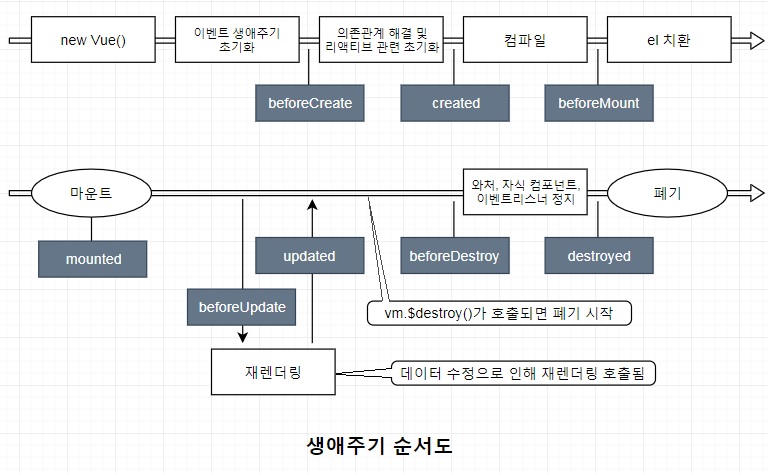 new Vue()
이벤트 생애주기
초기화
의존관계 해결 및
리액티브 관련 초기화
컴파일
el 치환
beforeCreate
created
beforeMount
마운트
와처, 자식 컴포넌트,
이벤트리스너 정지
폐기
mounted
updated
beforeDestroy
destroyed
beforeUpdate
vm.$destroy()가 호출되면 폐기 시작
재렌더링
데이터 수정으로 인해 재렌더링 호출됨
생애주기 순서도